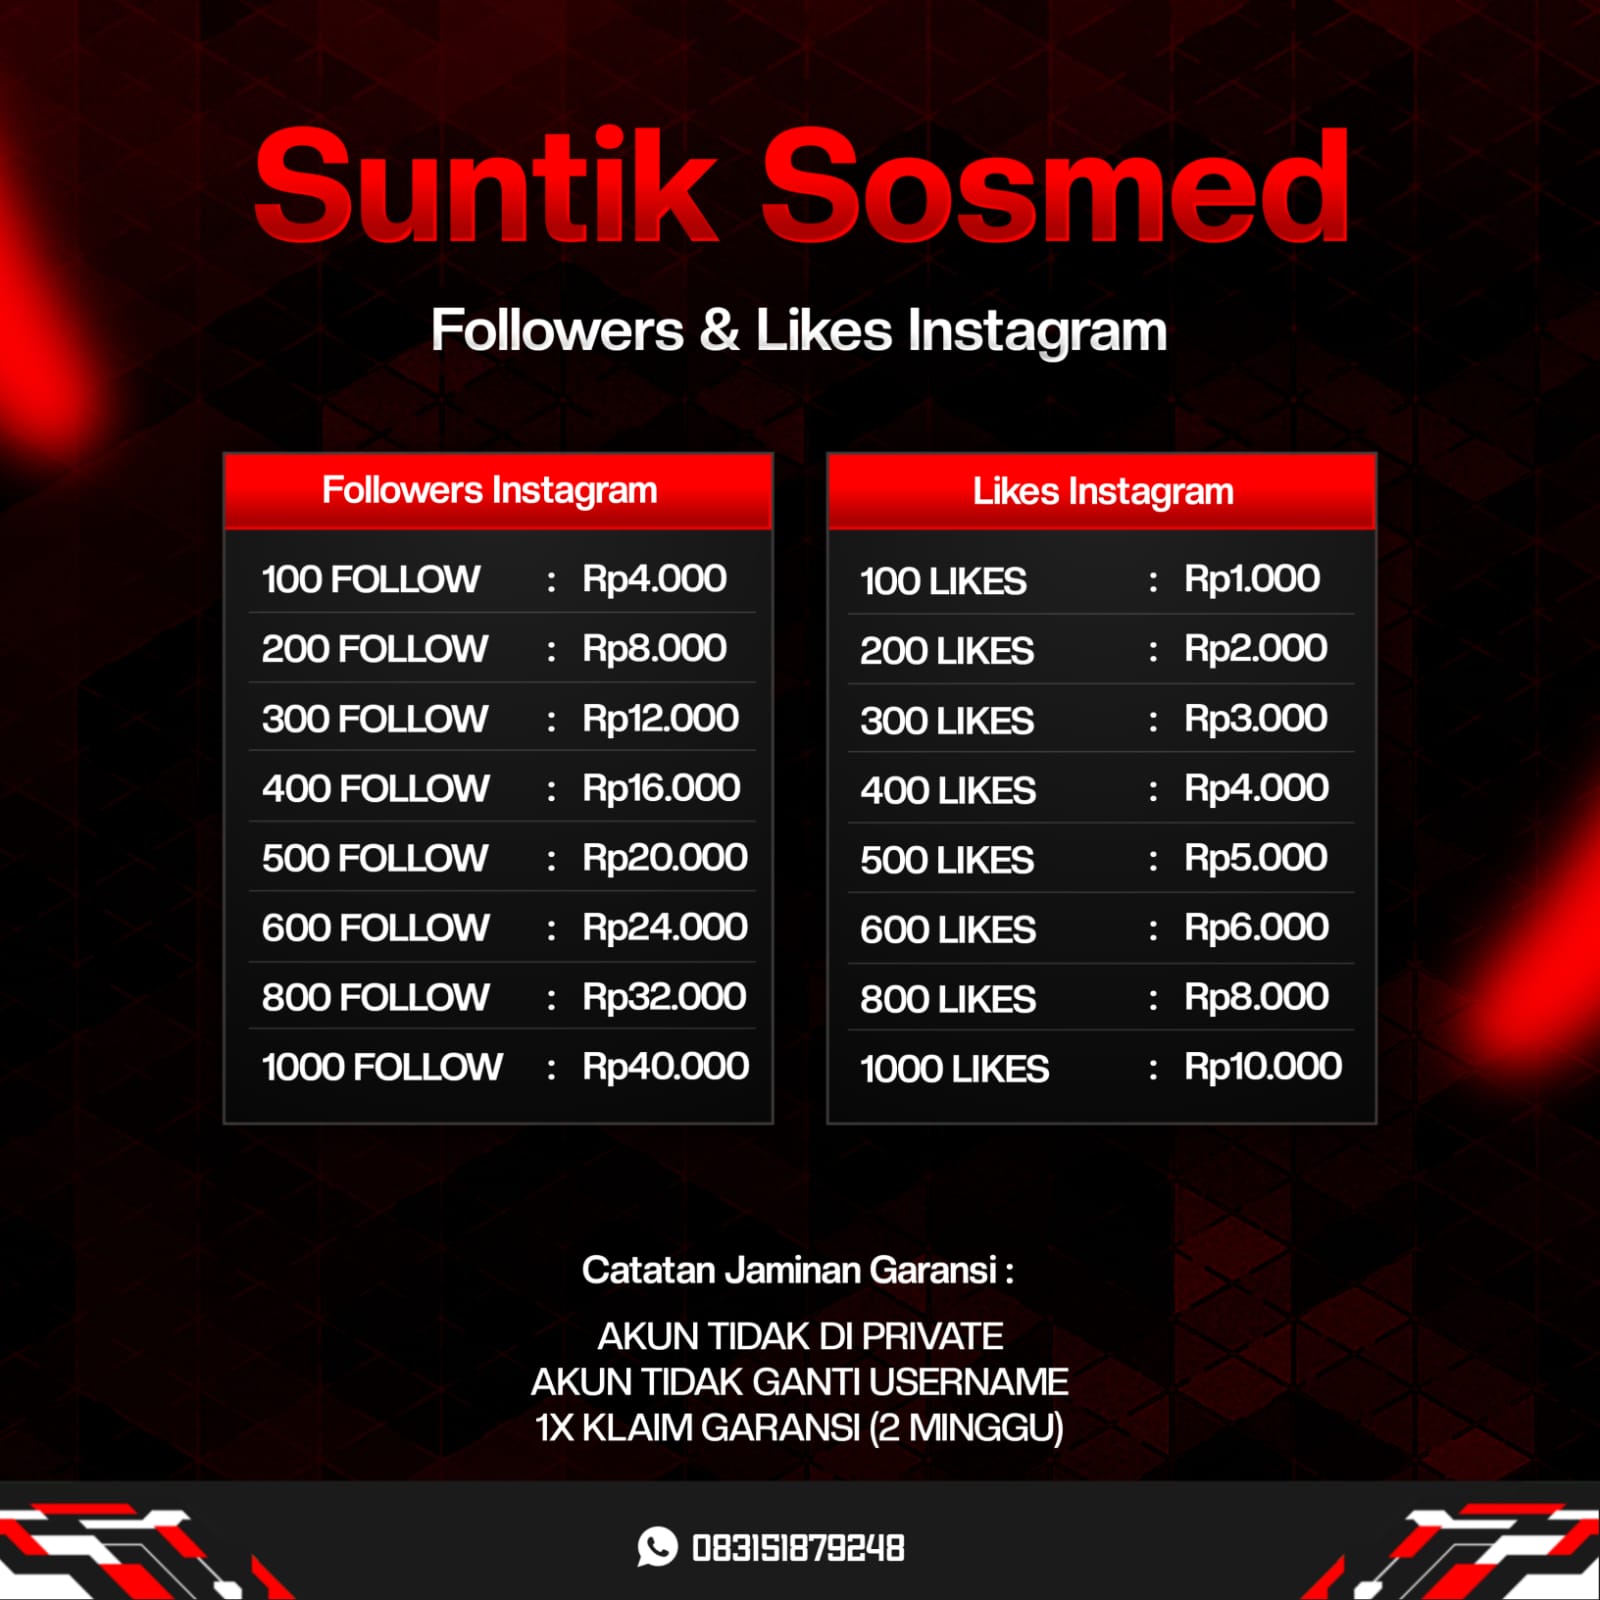 Suntik Sosmed
Followers & Likes Instagram
Followers Instagram
100 FOLLOW : Rp4.000
200 FOLLOW : Rp8.000
300 FOLLOW : Rp12.000
400 FOLLOW : Rp16.000
500 FOLLOW : Rp20.000
600 FOLLOW : Rp24.000
800 FOLLOW : Rp32.000
1000 FOLLOW : Rp40.000
Likes Instagram
100 LIKES : Rp1.000
200 LIKES : Rp2.000
300 LIKES : Rp3.000
400 LIKES : Rp4.000
500 LIKES : Rp5.000
600 LIKES : Rp6.000
800 LIKES : Rp8.000
1000 LIKES : Rp10.000
Catatan Jaminan Garansi :
AKUN TIDAK DI PRIVATE
AKUN TIDAK GANTI USERNAME
1X KLAIM GARANSI (2 MINGGU)
083151879248